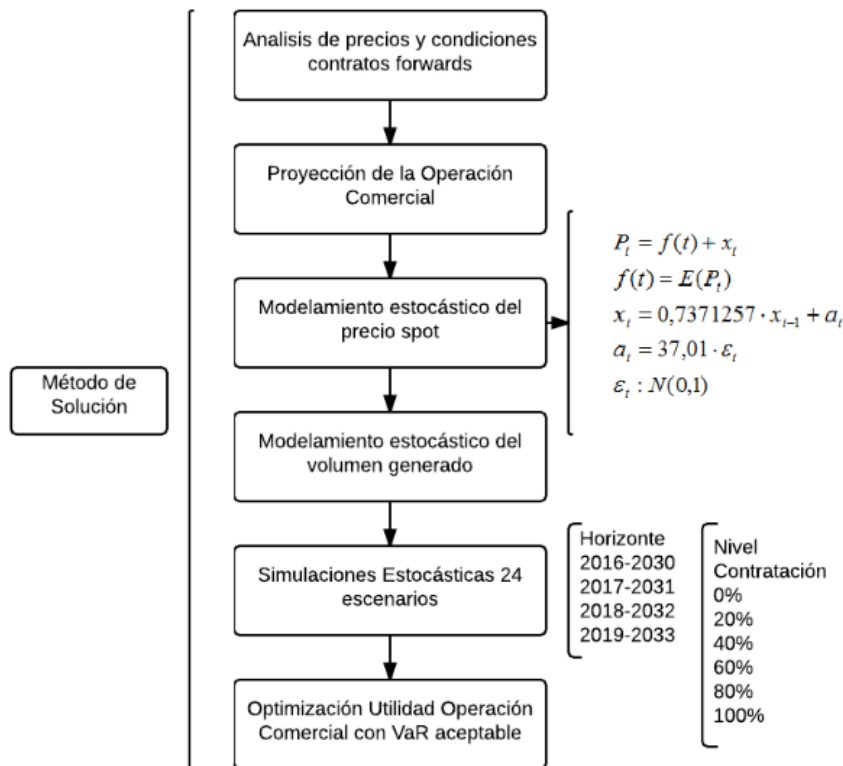 Analisis de precios y condiciones
contratos forwards
Proyección de la Operación
Comercial
Modelamiento estocástico del
precio spot
P_t = f(t) + x_t
f(t) = E(P_t)
x_t = 0,7371257 · x_{t-1} + a_t
a_t = 37,01 · ε_t
ε_t : N(0,1)
Método de
Solución
Modelamiento estocástico del
volumen generado
Simulaciones Estocásticas 24
escenarios
Horizonte
2016-2030
2017-2031
2018-2032
2019-2033
Nivel
Contratación
0%
20%
40%
60%
80%
100%
Optimización Utilidad Operación
Comercial con VaR aceptable